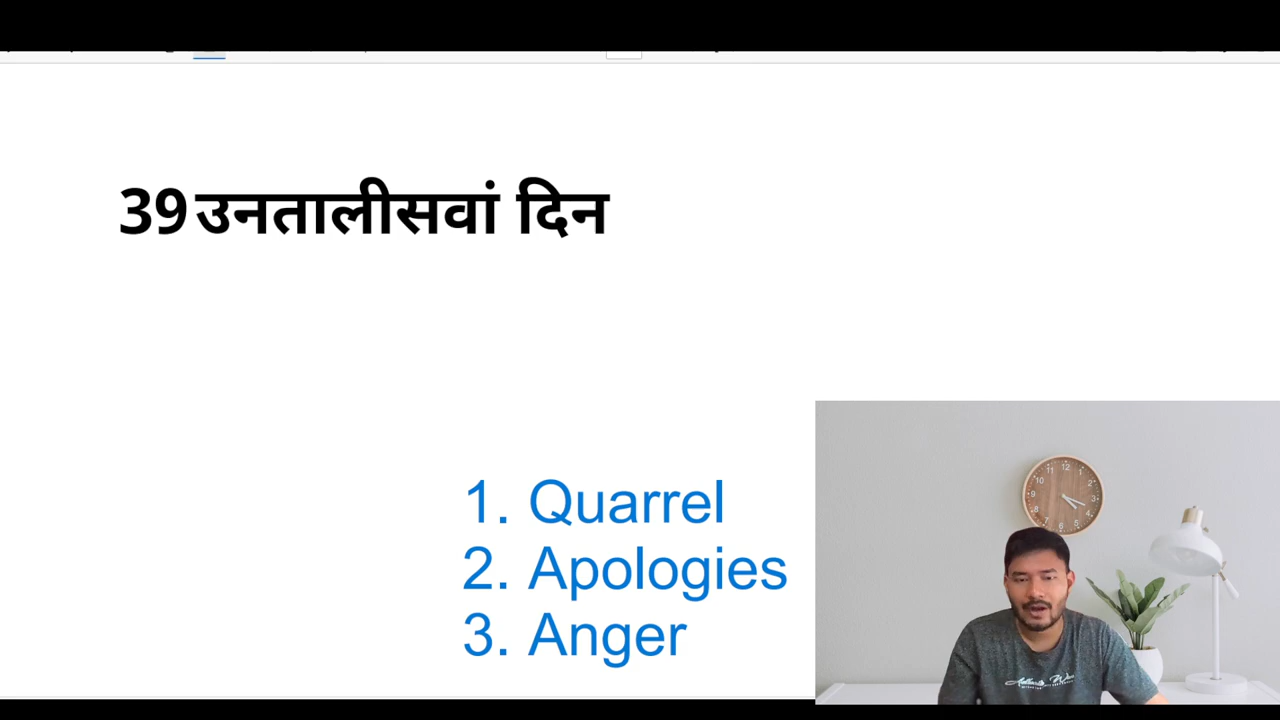 39 उनतालीसवां दिन
1. Quarrel
2. Apologies
3. Anger